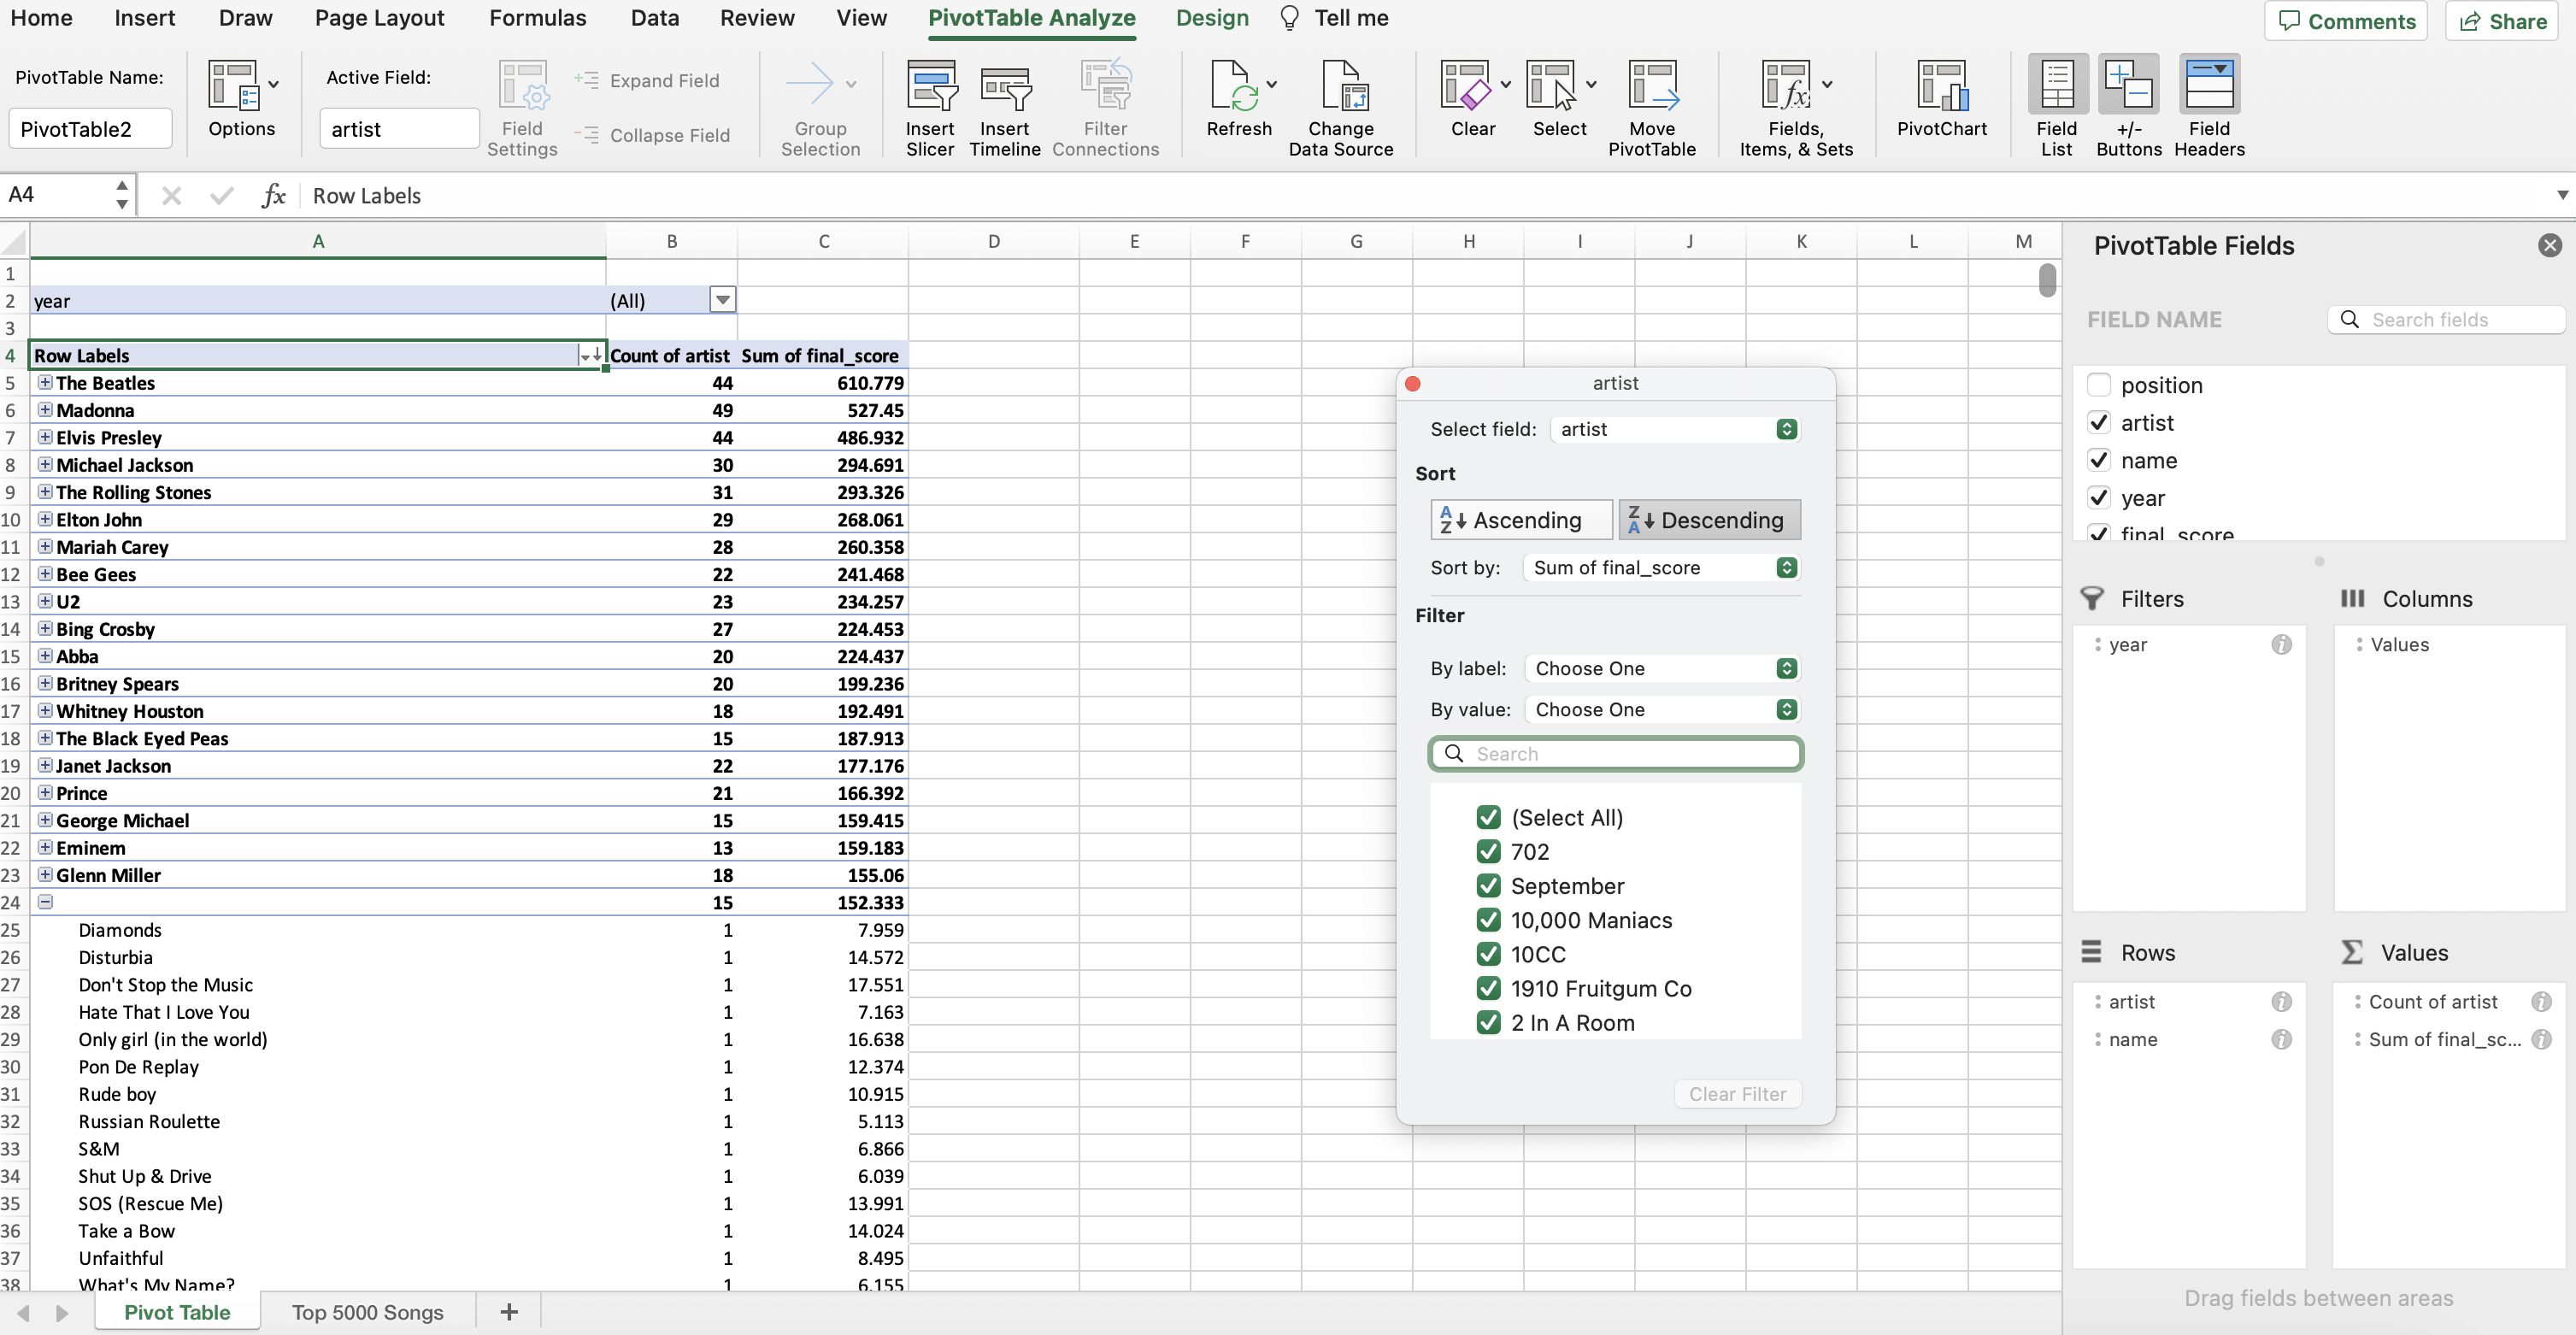 Home Insert Draw Page Layout Formulas Data Review View PivotTable Analyze Design Tell me Comments Share
PivotTable Name: Active Field: Expand Field
PivotTable2 Options artist Field Settings Collapse Field Group Selection Insert Slicer Insert Timeline Filter Connections Refresh Change Data Source Clear Select Move PivotTable Fields, Items, & Sets PivotChart Field List +/- Buttons Field Headers
A4 fx Row Labels
A B C D E F G H I J K L M
1
2 year (All)
3
4 Row Labels Count of artist Sum of final_score
5 The Beatles 44 610.779
6 Madonna 49 527.45
7 Elvis Presley 44 486.932
8 Michael Jackson 30 294.691
9 The Rolling Stones 31 293.326
10 Elton John 29 268.061
11 Mariah Carey 28 260.358
12 Bee Gees 22 241.468
13 U2 23 234.257
14 Bing Crosby 27 224.453
15 Abba 20 224.437
16 Britney Spears 20 199.236
17 Whitney Houston 18 192.491
18 The Black Eyed Peas 15 187.913
19 Janet Jackson 22 177.176
20 Prince 21 166.392
21 George Michael 15 159.415
22 Eminem 13 159.183
23 Glenn Miller 18 155.06
24 15 152.333
25 Diamonds 1 7.959
26 Disturbia 1 14.572
27 Don't Stop the Music 1 17.551
28 Hate That I Love You 1 7.163
29 Only girl (in the world) 1 16.638
30 Pon De Replay 1 12.374
31 Rude boy 1 10.915
32 Russian Roulette 1 5.113
33 S&M 1 6.866
34 Shut Up & Drive 1 6.039
35 SOS (Rescue Me) 1 13.991
36 Take a Bow 1 14.024
37 Unfaithful 1 8.495
38 What's My Name? 1 6.155
Pivot Table Top 5000 Songs +
artist
Select field: artist
Sort
A Z Ascending Z A Descending
Sort by: Sum of final_score
Filter
By label: Choose One
By value: Choose One
Search
(Select All)
702
September
10,000 Maniacs
10CC
1910 Fruitgum Co
2 In A Room
Clear Filter
PivotTable Fields
FIELD NAME Search fields
position
artist
name
year
final_score
Filters Columns
year Values
Rows Values
artist Count of artist
name Sum of final_sc...
Drag fields between areas